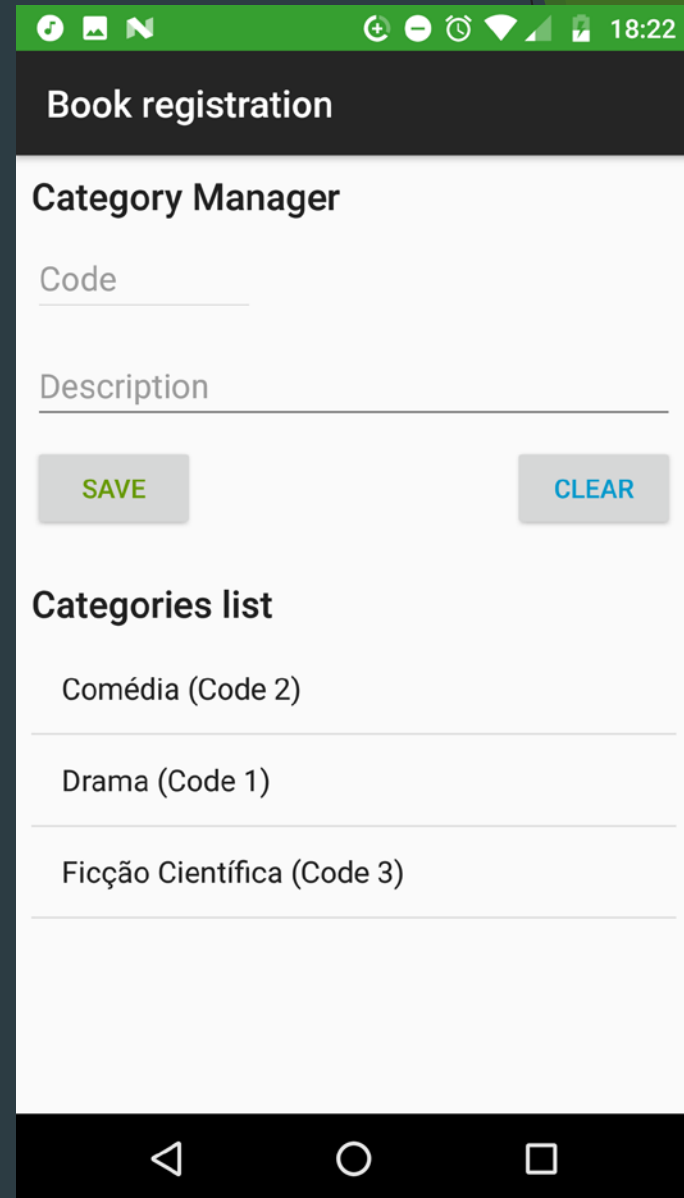 18:22
Book registration
Category Manager
Code
Description
SAVE CLEAR
Categories list
Comédia (Code 2)
Drama (Code 1)
Ficção Científica (Code 3)